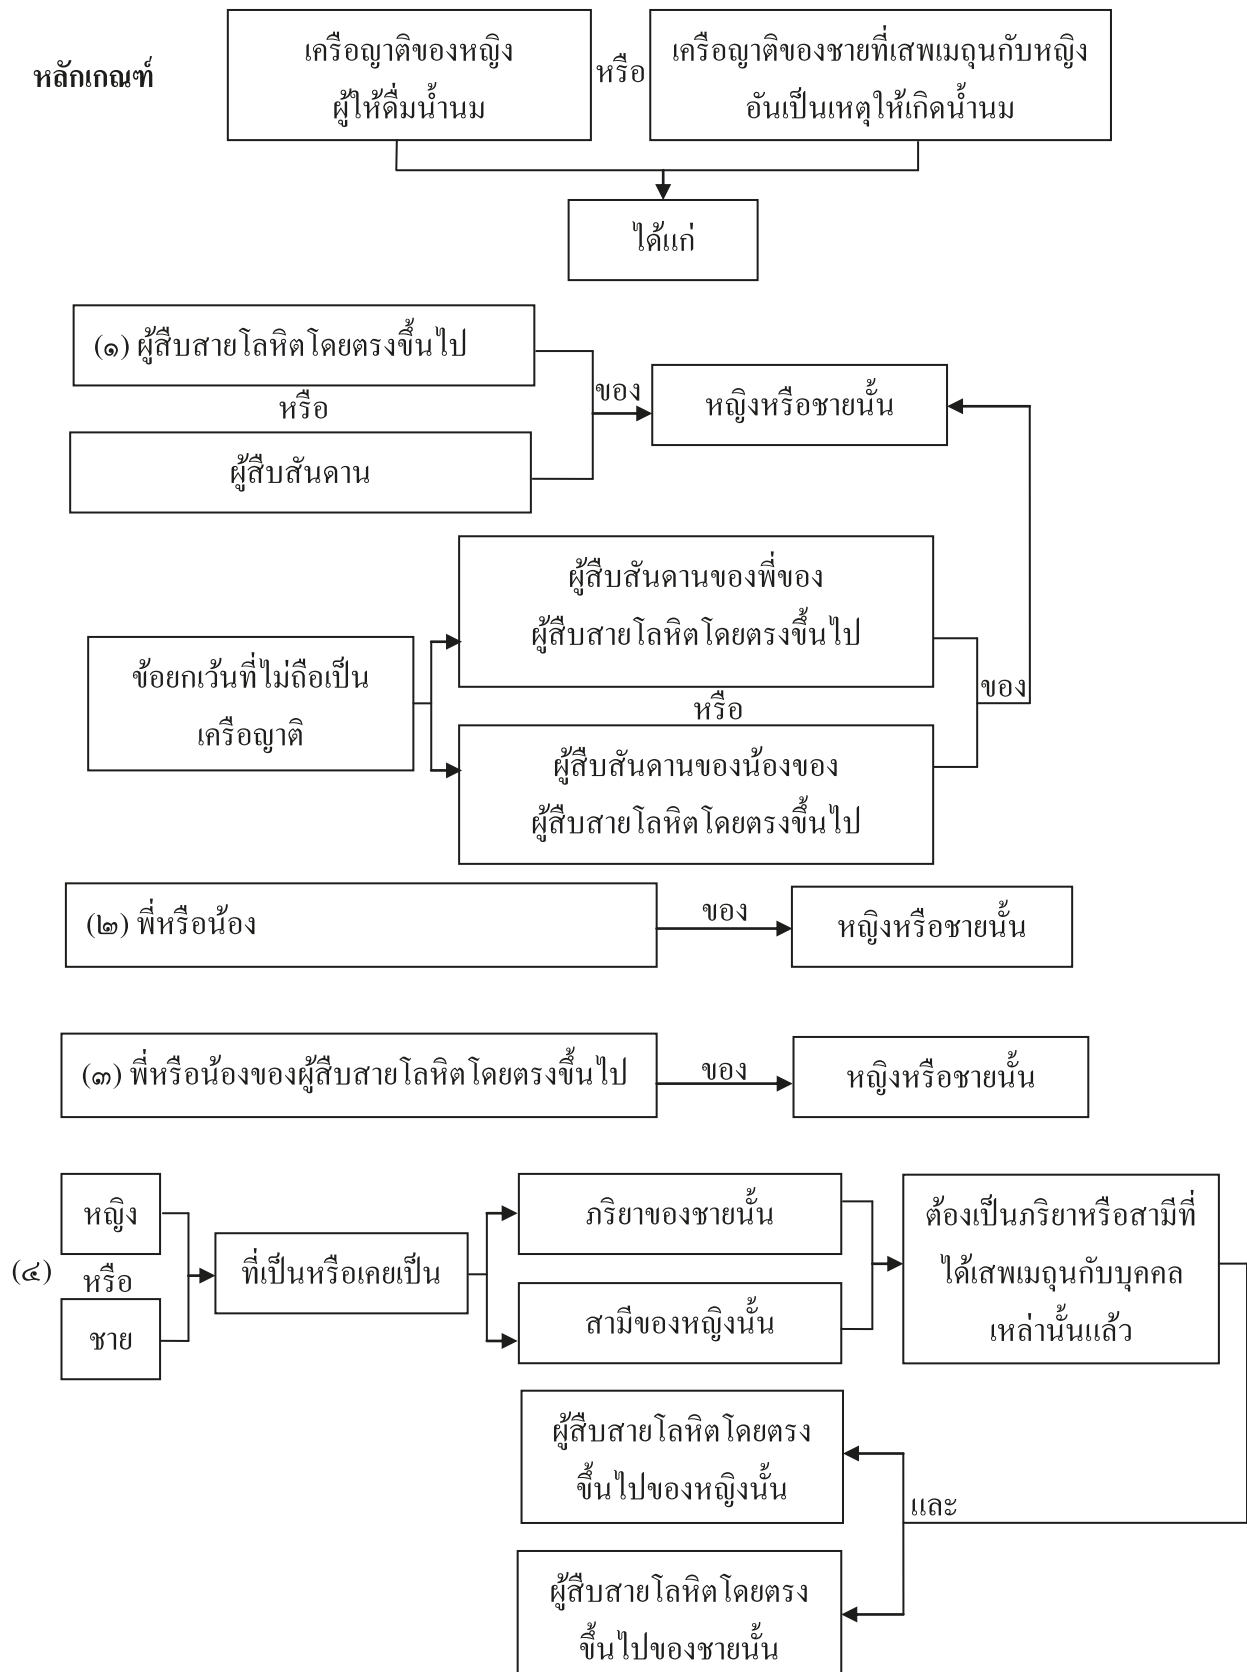 หลักเกณฑ์
เครือญาติของหญิง
ผู้ให้ดื่มน้ำนม
หรือ
เครือญาติของชายที่เสพเมถุนกับหญิง
อันเป็นเหตุให้เกิดน้ำนม
ได้แก่
(๑) ผู้สืบสายโลหิตโดยตรงขึ้นไป
หรือ
ผู้สืบสันดาน
ของ
หญิงหรือชายนั้น
ข้อยกเว้นที่ไม่ถือเป็น
เครือญาติ
ผู้สืบสันดานของพี่ของ
ผู้สืบสายโลหิตโดยตรงขึ้นไป
หรือ
ผู้สืบสันดานของน้องของ
ผู้สืบสายโลหิตโดยตรงขึ้นไป
ของ
(๒) พี่หรือน้อง
ของ
หญิงหรือชายนั้น
(๓) พี่หรือน้องของผู้สืบสายโลหิตโดยตรงขึ้นไป
ของ
หญิงหรือชายนั้น
(๔)
หญิง
หรือ
ชาย
ที่เป็นหรือเคยเป็น
ภริยาของชายนั้น
สามีของหญิงนั้น
ต้องเป็นภริยาหรือสามีที่
ได้เสพเมถุนกับบุคคล
เหล่านั้นแล้ว
ผู้สืบสายโลหิตโดยตรง
ขึ้นไปของหญิงนั้น
และ
ผู้สืบสายโลหิตโดยตรง
ขึ้นไปของชายนั้น